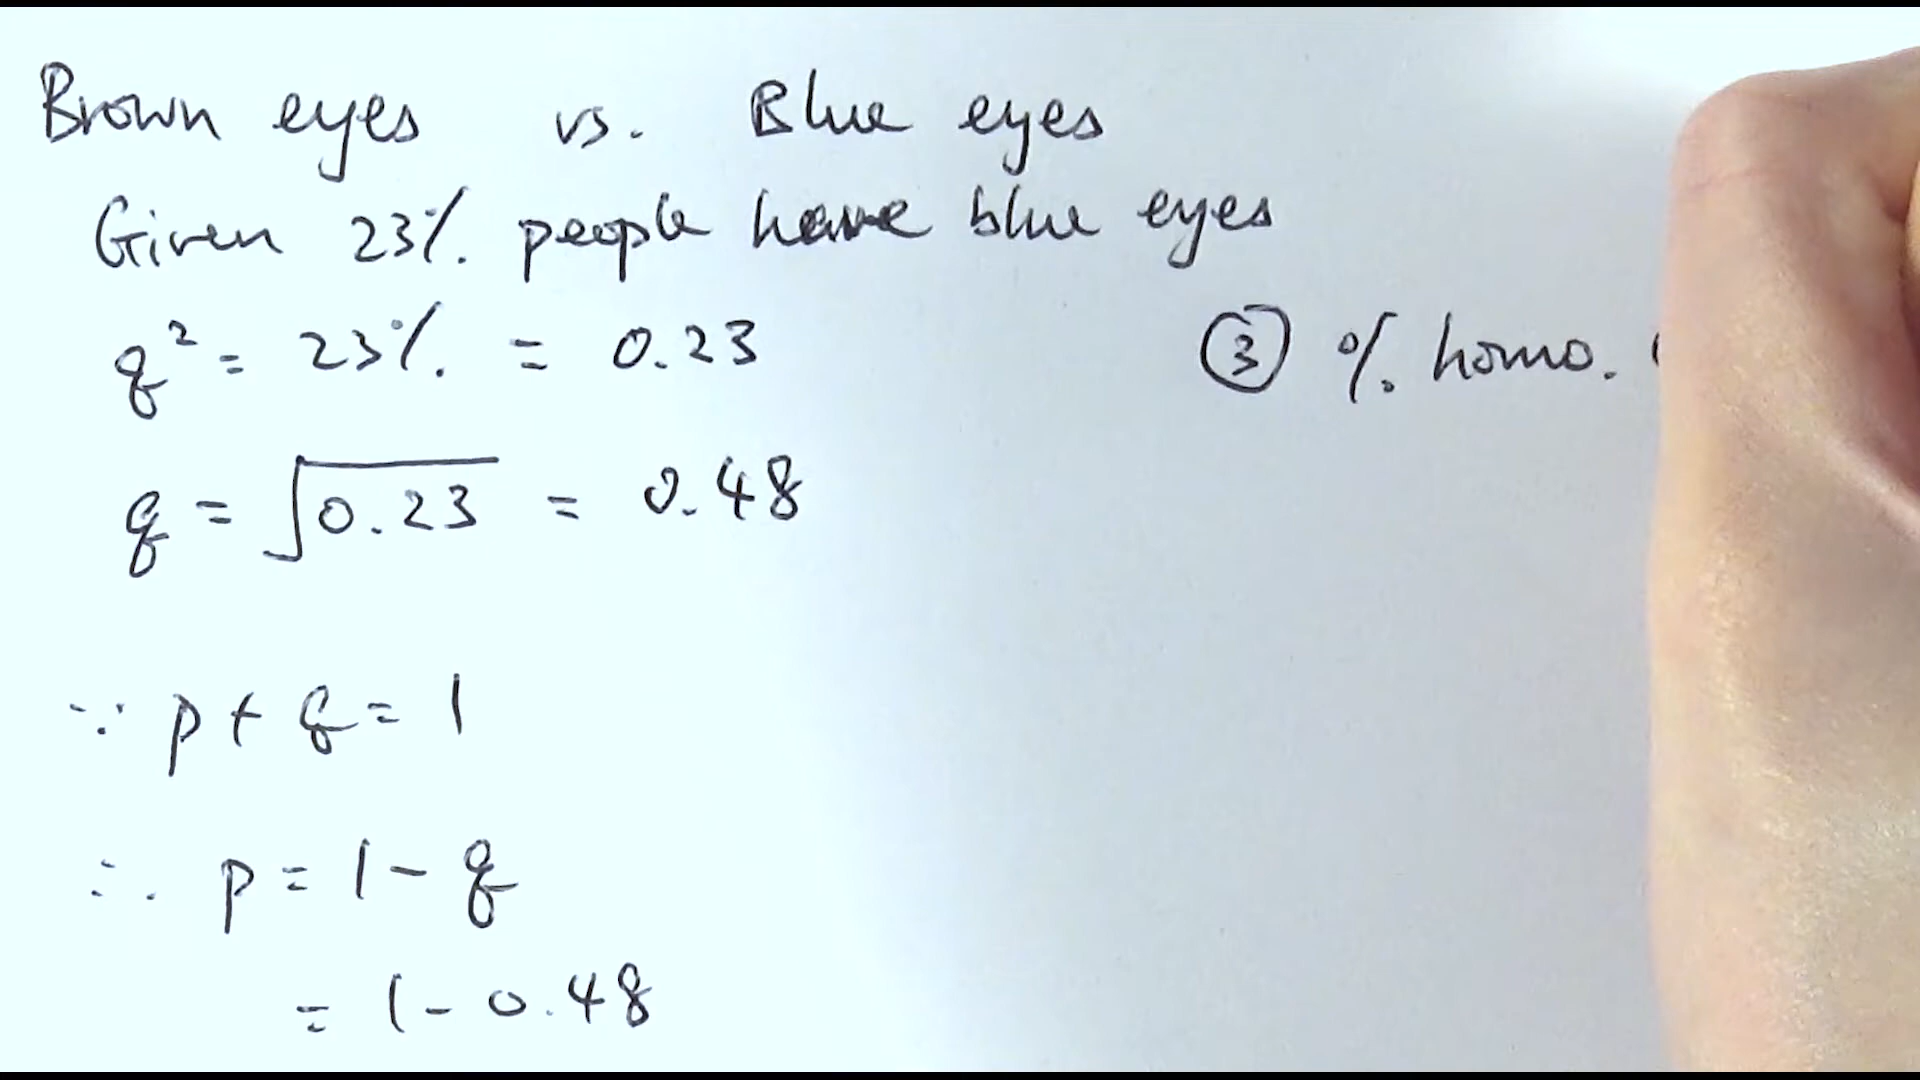 Brown eyes vs. Blue eyes
Given 23% people have blue eyes
q² = 23% = 0.23
③ % homo.
q = √0.23 = 0.48
∵ p + q = 1
∴ p = 1 - q
= 1 - 0.48